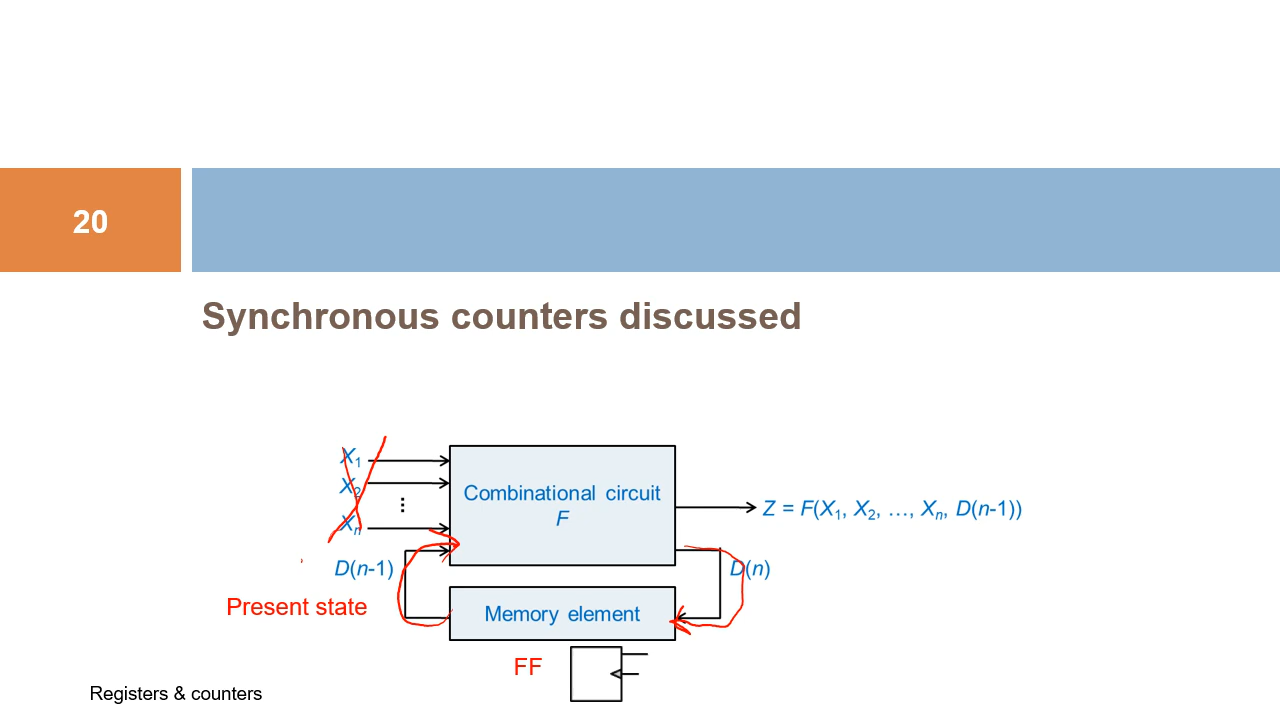 20
Synchronous counters discussed
X1
X2
Xn
⋮
Combinational circuit
F
Z = F(X1, X2, …, Xn, D(n-1))
D(n-1)
D(n)
Present state
Memory element
FF
Registers & counters